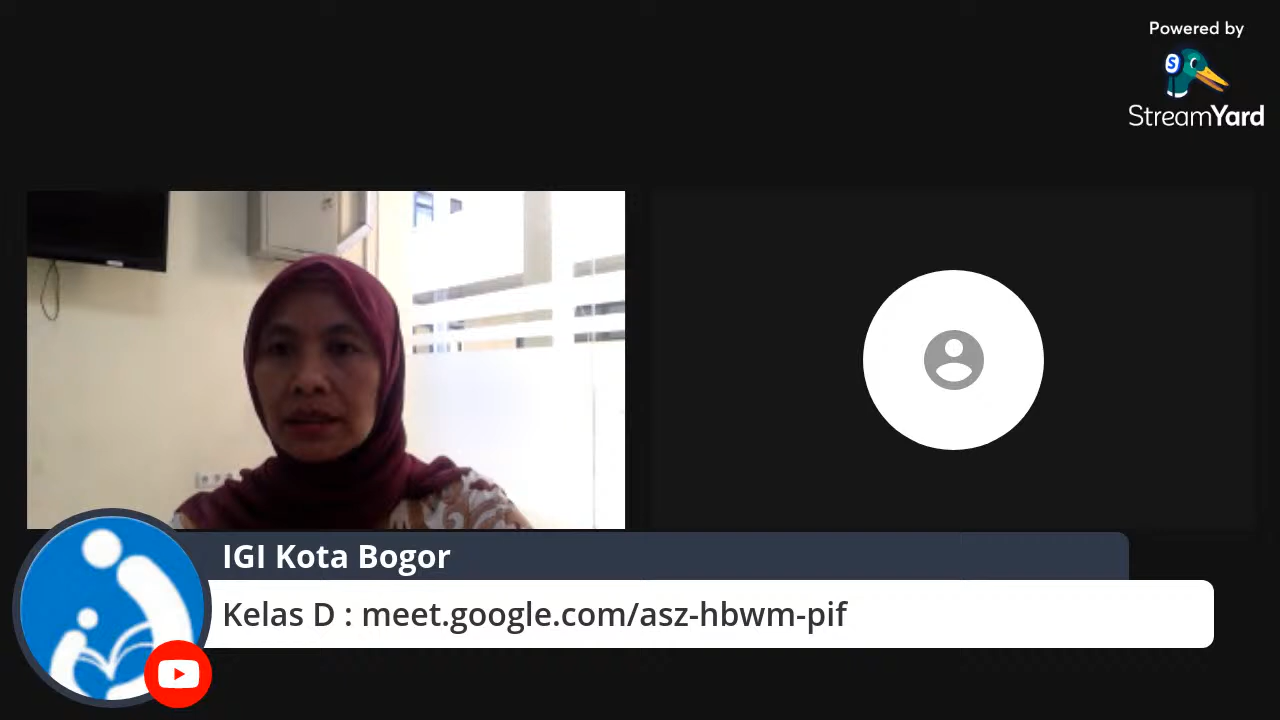 Powered by
S
StreamYard
IGI Kota Bogor
Kelas D : meet.google.com/asz-hbwm-pif